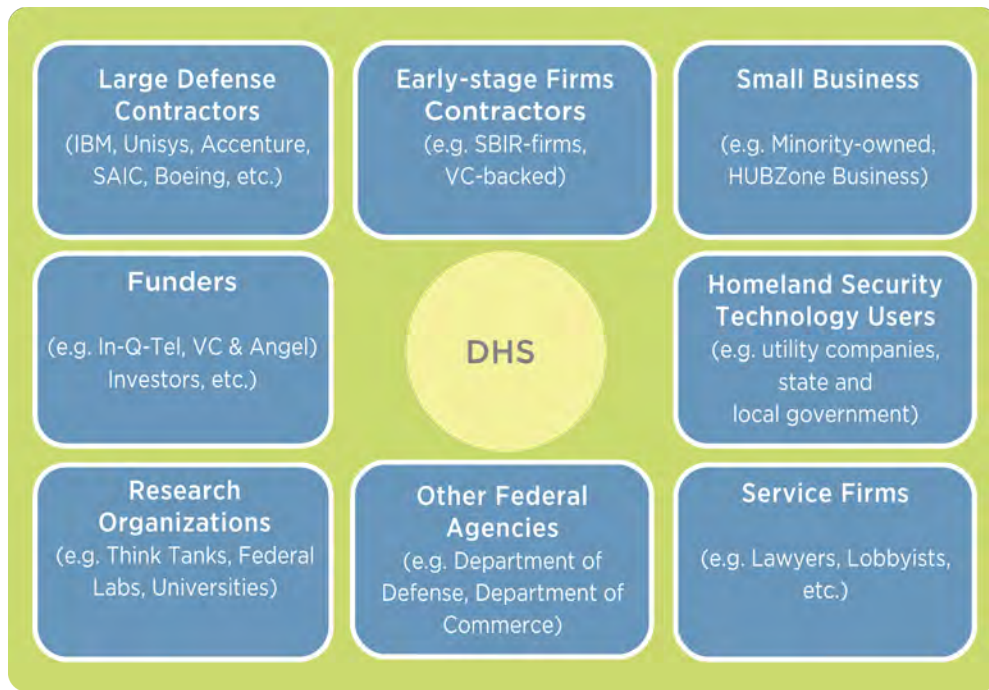 Large Defense
Contractors
(IBM, Unisys, Accenture,
SAIC, Boeing, etc.)
Early-stage Firms
Contractors
(e.g. SBIR-firms,
VC-backed)
Small Business
(e.g. Minority-owned,
HUBZone Business)
Funders
(e.g. In-Q-Tel, VC & Angel)
Investors, etc.)
DHS
Homeland Security
Technology Users
(e.g. utility companies,
state and
local government)
Research
Organizations
(e.g. Think Tanks, Federal
Labs, Universities)
Other Federal
Agencies
(e.g. Department of
Defense, Department of
Commerce)
Service Firms
(e.g. Lawyers, Lobbyists,
etc.)